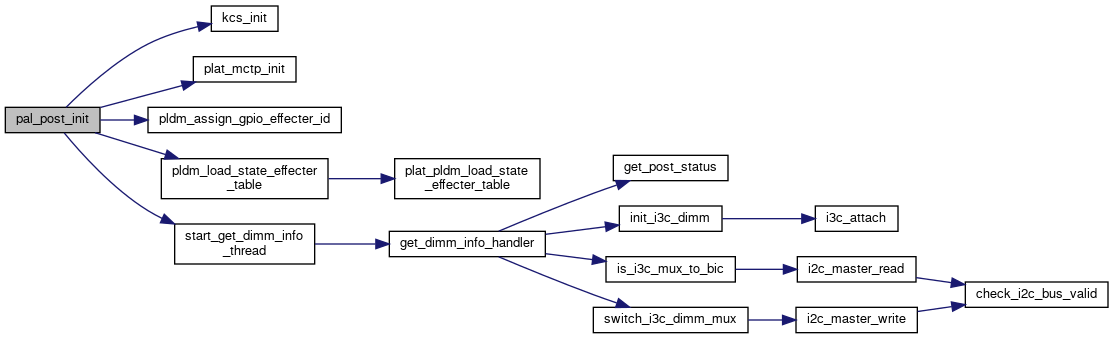 kcs_init
plat_mctp_init
pal_post_init
pldm_assign_gpio_effecter_id
pldm_load_state_effecter
_table
plat_pldm_load_state
_effecter_table
start_get_dimm_info
_thread
get_dimm_info_handler
get_post_status
init_i3c_dimm
i3c_attach
is_i3c_mux_to_bic
i2c_master_read
check_i2c_bus_valid
switch_i3c_dimm_mux
i2c_master_write